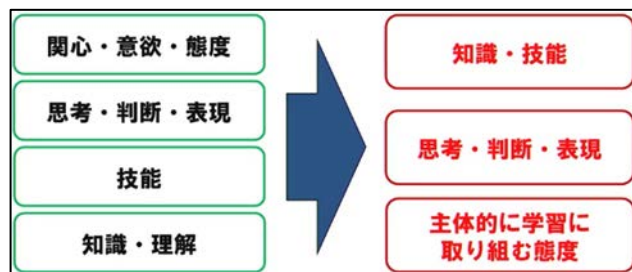 関心・意欲・態度
思考・判断・表現
技能
知識・理解
知識・技能
思考・判断・表現
主体的に学習に
取り組む態度